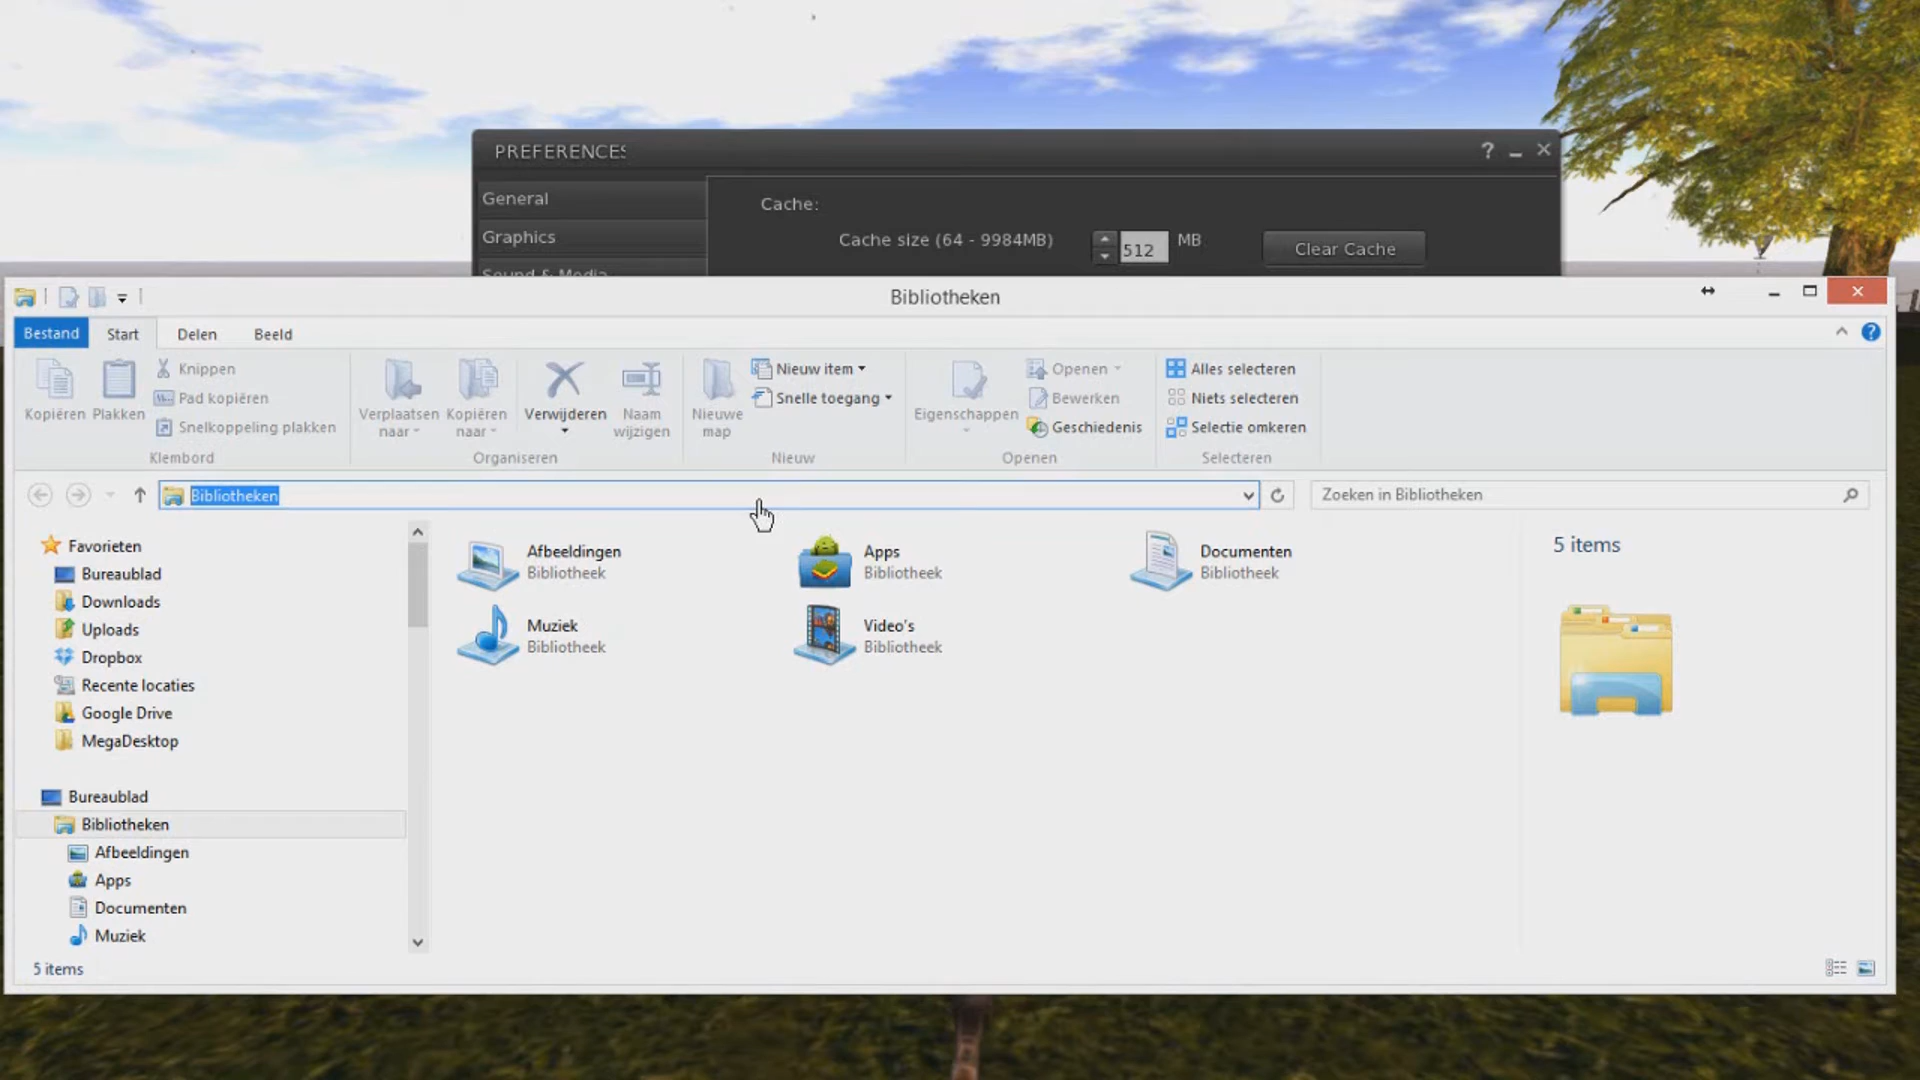 PREFERENCES
General
Cache:
Graphics
Cache size (64 - 9984MB)
512
MB
Clear Cache
Sound & Media
Bibliotheken
Bestand
Start
Delen
Beeld
Kopiëren
Plakken
Knippen
Pad kopiëren
Snelkoppeling plakken
Klembord
Verplaatsen
naar
Kopiëren
naar
Verwijderen
Naam
wijzigen
Organiseren
Nieuwe
map
Nieuw item
Snelle toegang
Nieuw
Eigenschappen
Openen
Bewerken
Geschiedenis
Openen
Alles selecteren
Niets selecteren
Selectie omkeren
Selecteren
Bibliotheken
Zoeken in Bibliotheken
Favorieten
Bureaublad
Downloads
Uploads
Dropbox
Recente locaties
Google Drive
MegaDesktop
Bureaublad
Bibliotheken
Afbeeldingen
Apps
Documenten
Muziek
Afbeeldingen
Bibliotheek
Apps
Bibliotheek
Documenten
Bibliotheek
Muziek
Bibliotheek
Video's
Bibliotheek
5 items
5 items